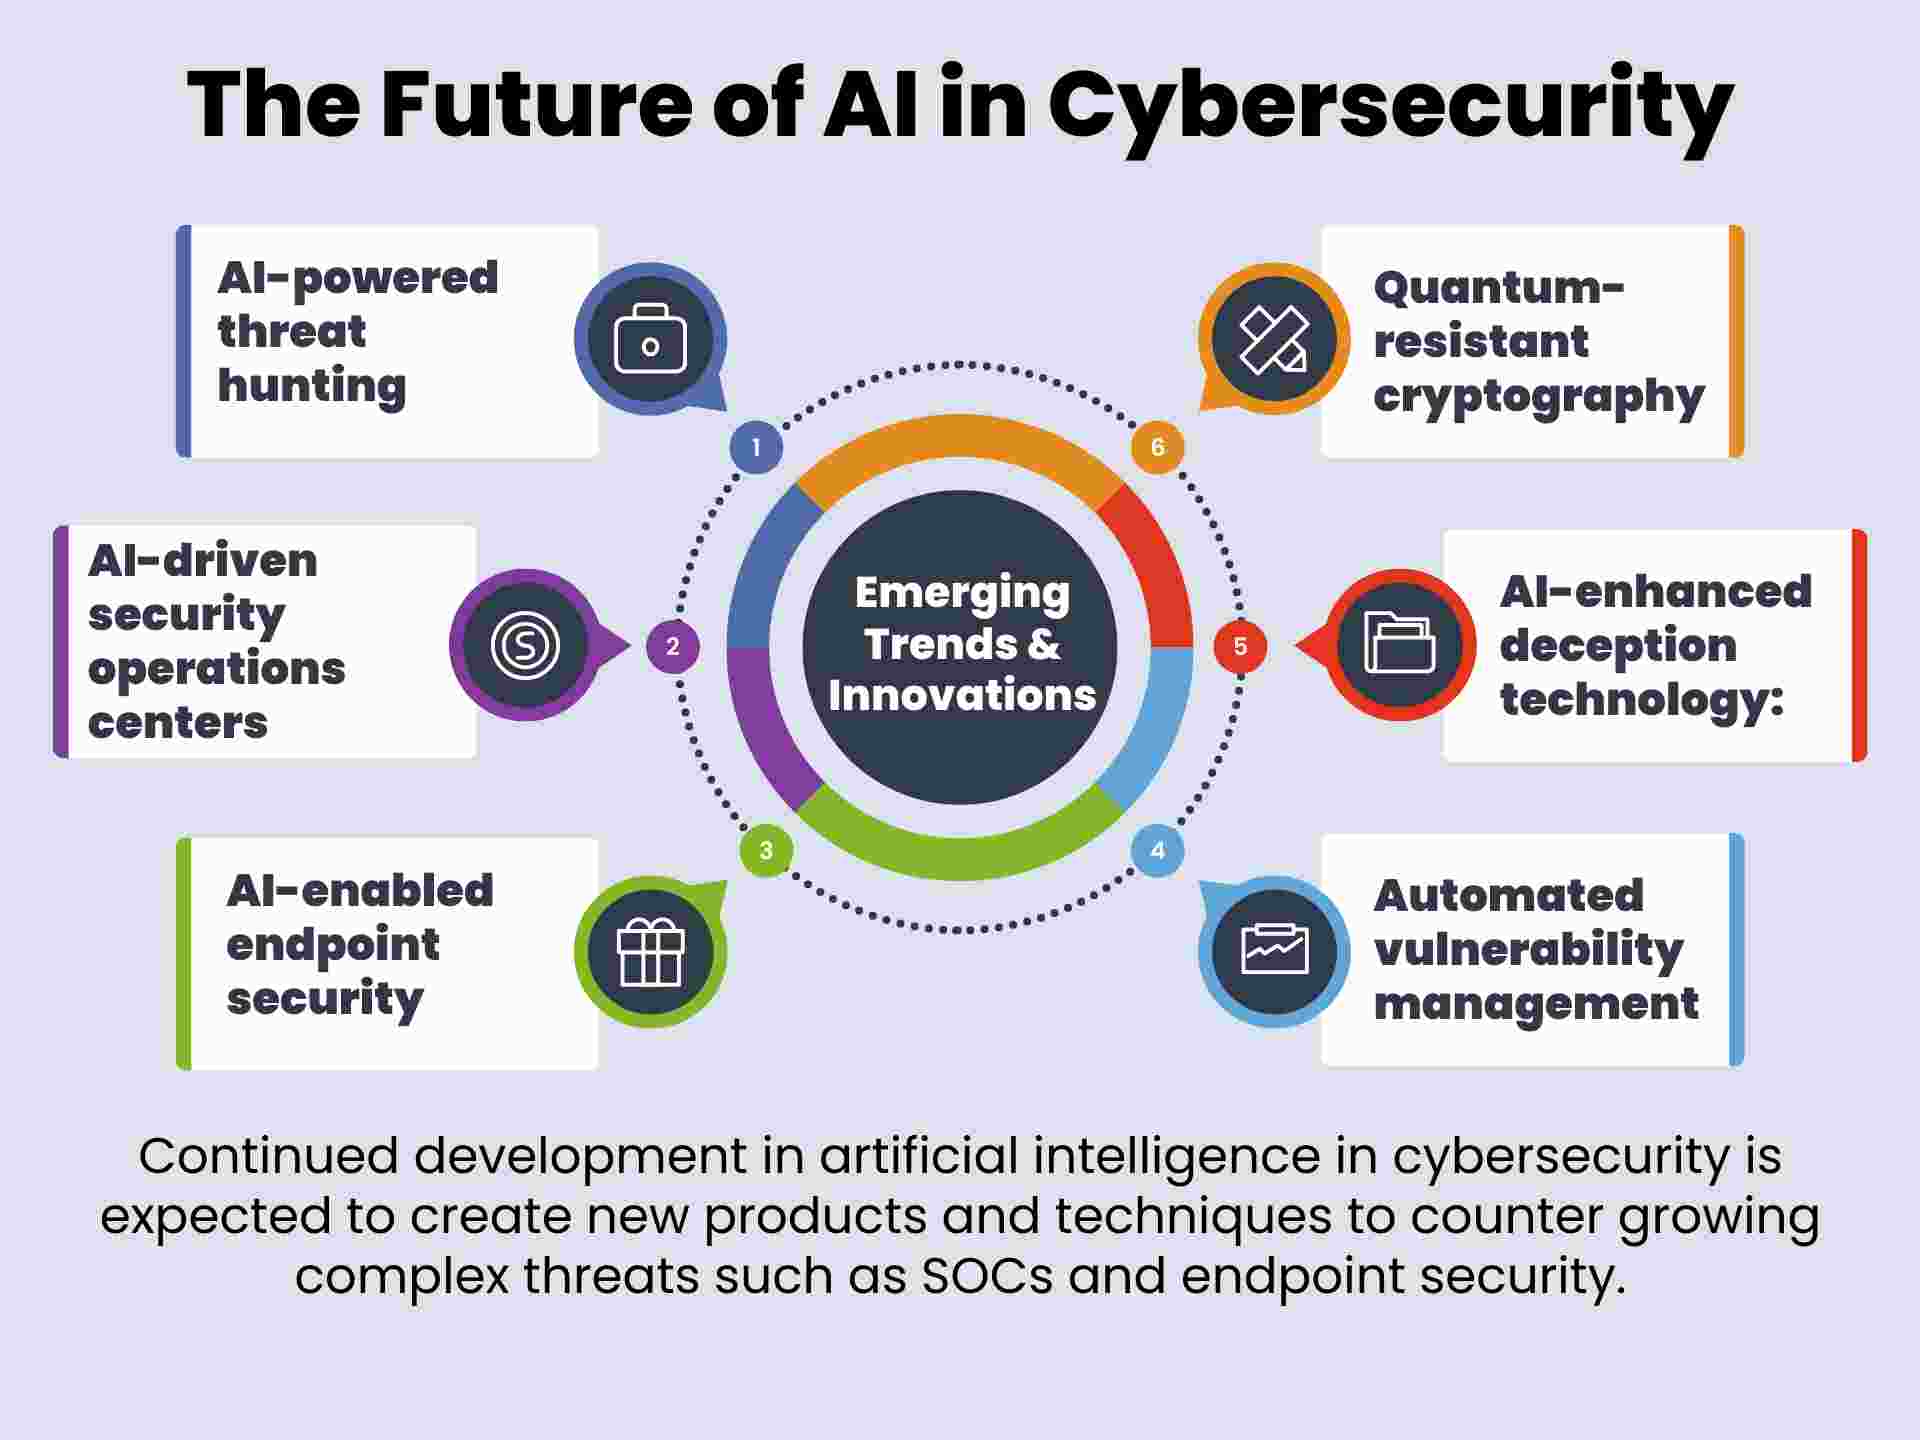 The Future of AI in Cybersecurity
AI-powered
threat
hunting
1
AI-driven
security
operations
centers
2
AI-enabled
endpoint
security
3
Emerging
Trends &
Innovations
Quantum-
resistant
cryptography
6
AI-enhanced
deception
technology:
5
Automated
vulnerability
management
4
Continued development in artificial intelligence in cybersecurity is
expected to create new products and techniques to counter growing
complex threats such as SOCs and endpoint security.